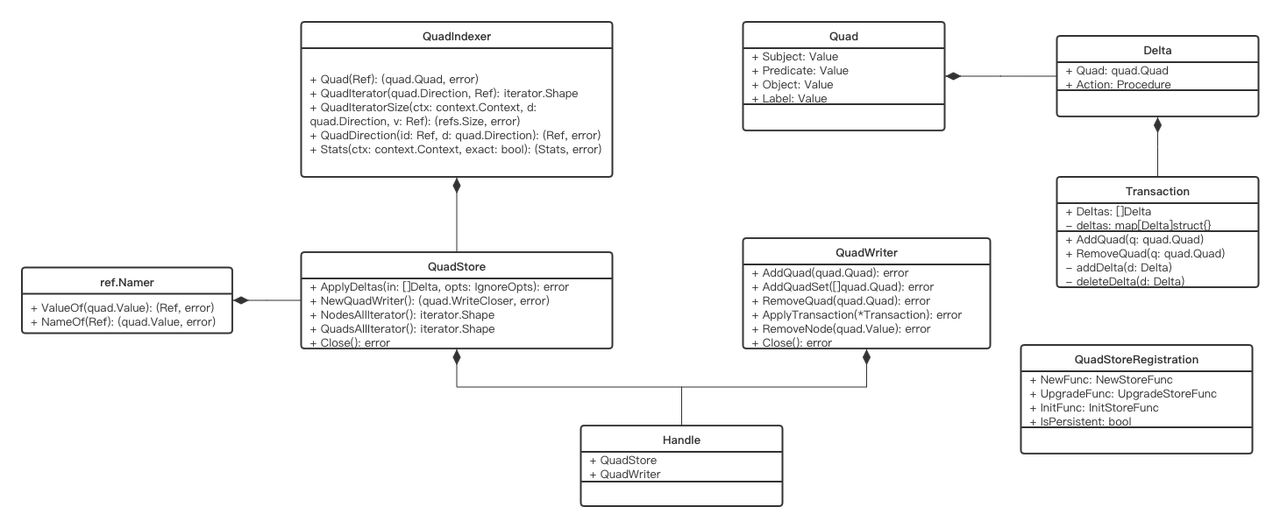 QuadIndexer
+ Quad(Ref): (quad.Quad, error)
+ QuadIterator(quad.Direction, Ref): iterator.Shape
+ QuadIteratorSize(ctx: context.Context, d:
quad.Direction, v: Ref): (refs.Size, error)
+ QuadDirection(id: Ref, d: quad.Direction): (Ref, error)
+ Stats(ctx: context.Context, exact: bool): (Stats, error)
Quad
+ Subject: Value
+ Predicate: Value
+ Object: Value
+ Label: Value
Delta
+ Quad: quad.Quad
+ Action: Procedure
Transaction
+ Deltas: []Delta
− deltas: map[Delta]struct{}
+ AddQuad(q: quad.Quad)
+ RemoveQuad(q: quad.Quad)
− addDelta(d: Delta)
− deleteDelta(d: Delta)
ref.Namer
+ ValueOf(quad.Value): (Ref, error)
+ NameOf(Ref): (quad.Value, error)
QuadStore
+ ApplyDeltas(in: []Delta, opts: IgnoreOpts): error
+ NewQuadWriter(): (quad.WriteCloser, error)
+ NodesAllIterator(): iterator.Shape
+ QuadsAllIterator(): iterator.Shape
+ Close(): error
QuadWriter
+ AddQuad(quad.Quad): error
+ AddQuadSet([]quad.Quad): error
+ RemoveQuad(quad.Quad): error
+ ApplyTransaction(*Transaction): error
+ RemoveNode(quad.Value): error
+ Close(): error
QuadStoreRegistration
+ NewFunc: NewStoreFunc
+ UpgradeFunc: UpgradeStoreFunc
+ InitFunc: InitStoreFunc
+ IsPersistent: bool
Handle
+ QuadStore
+ QuadWriter